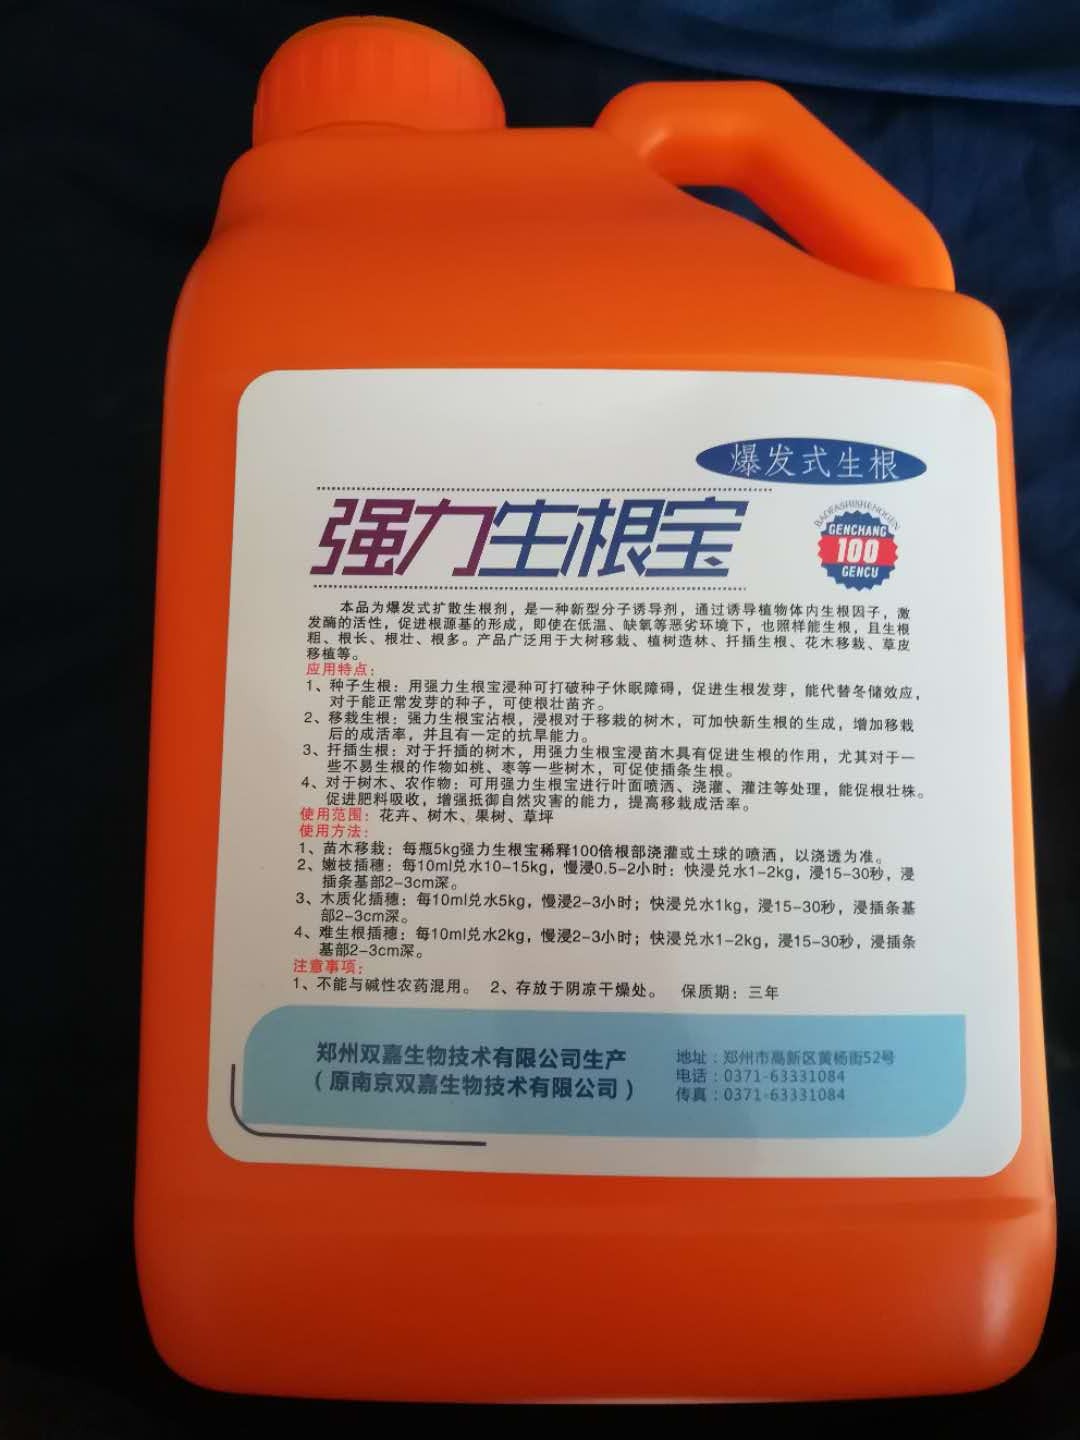 爆发式生根
强力生根宝
BAOFASHISHENGGEN
GENCHANG
100
GENCU
本品为爆发式扩散生根剂，是一种新型分子诱导剂，通过诱导植物体内生根因子，激
发酶的活性，促进根源基的形成，即使在低温、缺氧等恶劣环境下，也照样能生根，且生根
粗、根长、根壮、根多。产品广泛用于大树移栽、植树造林、扦插生根、花木移栽、草皮
移植等。
应用特点：
1、种子生根：用强力生根宝浸种可打破种子休眠障碍，促进生根发芽，能代替冬储效应，
对于能正常发芽的种子，可使根壮苗齐。
2、移栽生根：强力生根宝沾根，浸根对于移栽的树木，可加快新生根的生成，增加移栽
后的成活率，并且有一定的抗旱能力。
3、扦插生根：对于扦插的树木，用强力生根宝浸苗木具有促进生根的作用，尤其对于一
些不易生根的作物如桃、枣等一些树木，可促使插条生根。
4、对于树木、农作物：可用强力生根宝进行叶面喷洒、浇灌、灌注等处理，能促根壮株。
促进肥料吸收，增强抵御自然灾害的能力，提高移栽成活率。
使用范围：花卉、树木、果树、草坪
使用方法：
1、苗木移栽：每瓶5kg强力生根宝稀释100倍根部浇灌或土球的喷洒，以浇透为准。
2、嫩枝插穗：每10ml兑水10-15kg，慢浸0.5-2小时；快浸兑水1-2kg，浸15-30秒，浸
插条基部2-3cm深。
3、木质化插穗：每10ml兑水5kg，慢浸2-3小时；快浸兑水1kg，浸15-30秒，浸插条基
部2-3cm深。
4、难生根插穗：每10ml兑水2kg，慢浸2-3小时；快浸兑水1-2kg，浸15-30秒，浸插条
基部2-3cm深。
注意事项：
1、不能与碱性农药混用。 2、存放于阴凉干燥处。 保质期：三年
郑州双嘉生物技术有限公司生产
（原南京双嘉生物技术有限公司）
地址：郑州市高新区黄杨街52号
电话：0371-63331084
传真：0371-63331084